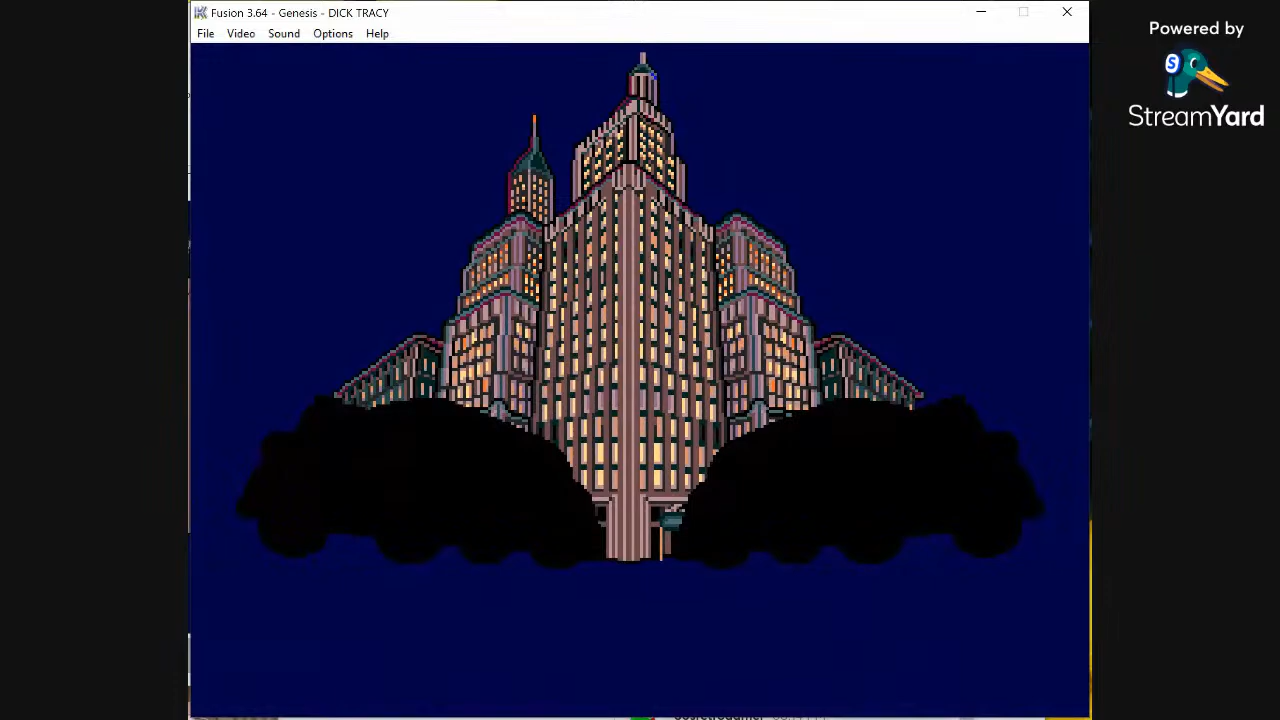 Fusion 3.64 - Genesis - DICK TRACY
File Video Sound Options Help
Powered by
S
StreamYard